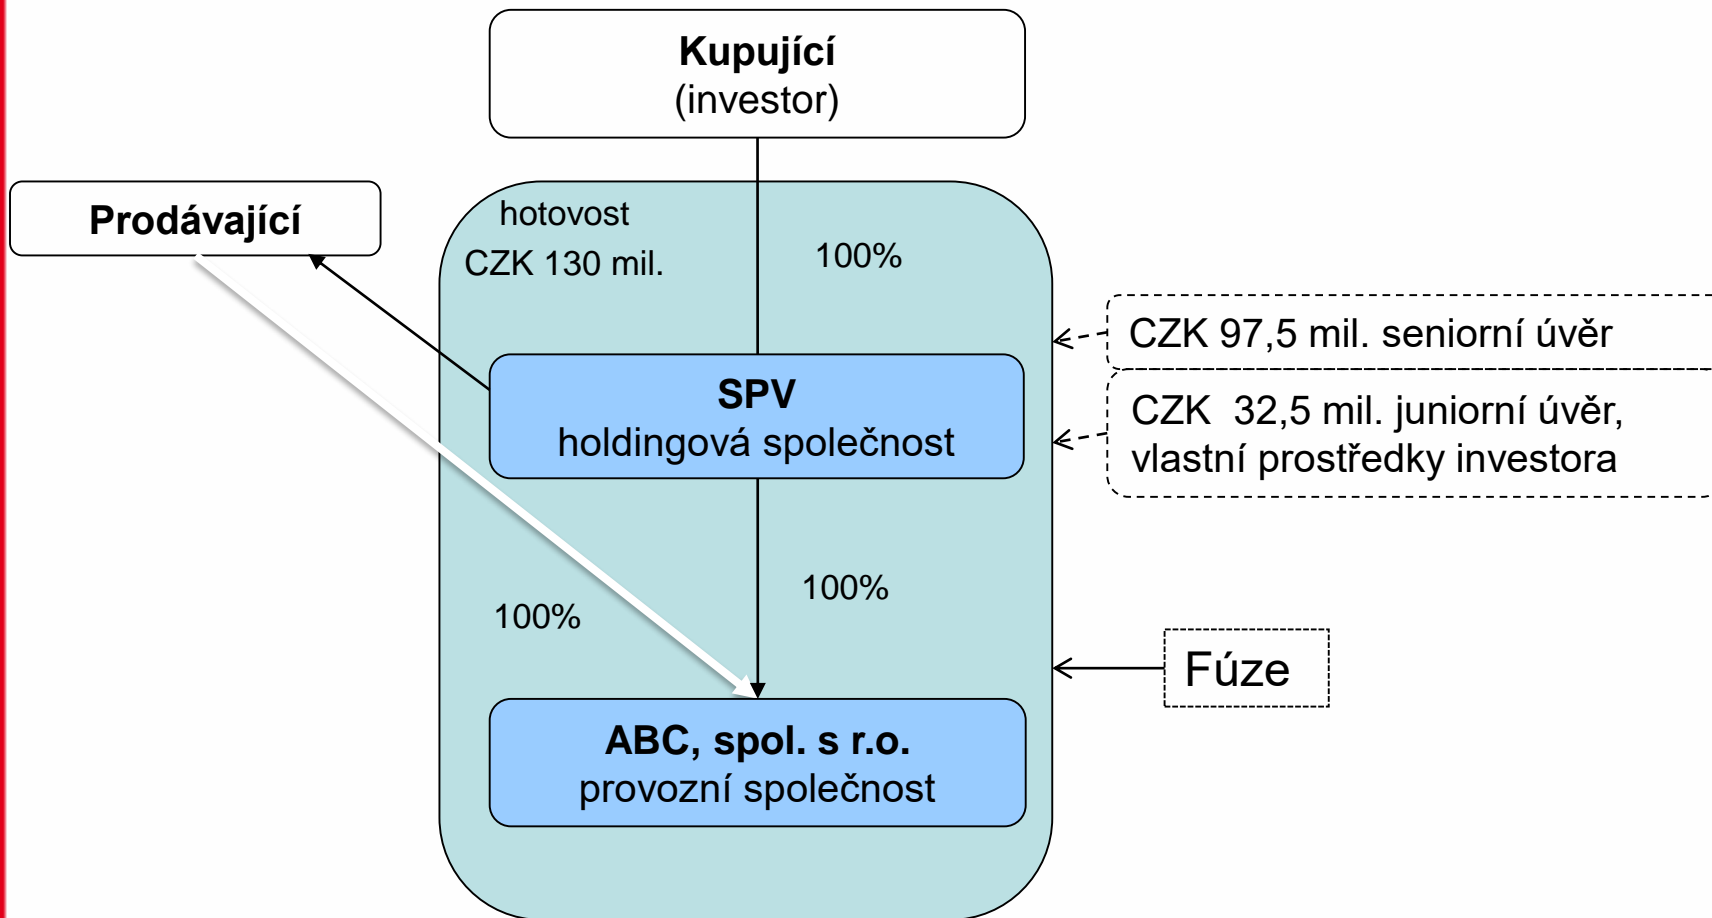 Kupující
(investor)
Prodávající
hotovost
CZK 130 mil.
100%
CZK 97,5 mil. seniorní úvěr
SPV
holdingová společnost
CZK  32,5 mil. juniorní úvěr,
vlastní prostředky investora
100%
100%
Fúze
ABC, spol. s r.o.
provozní společnost